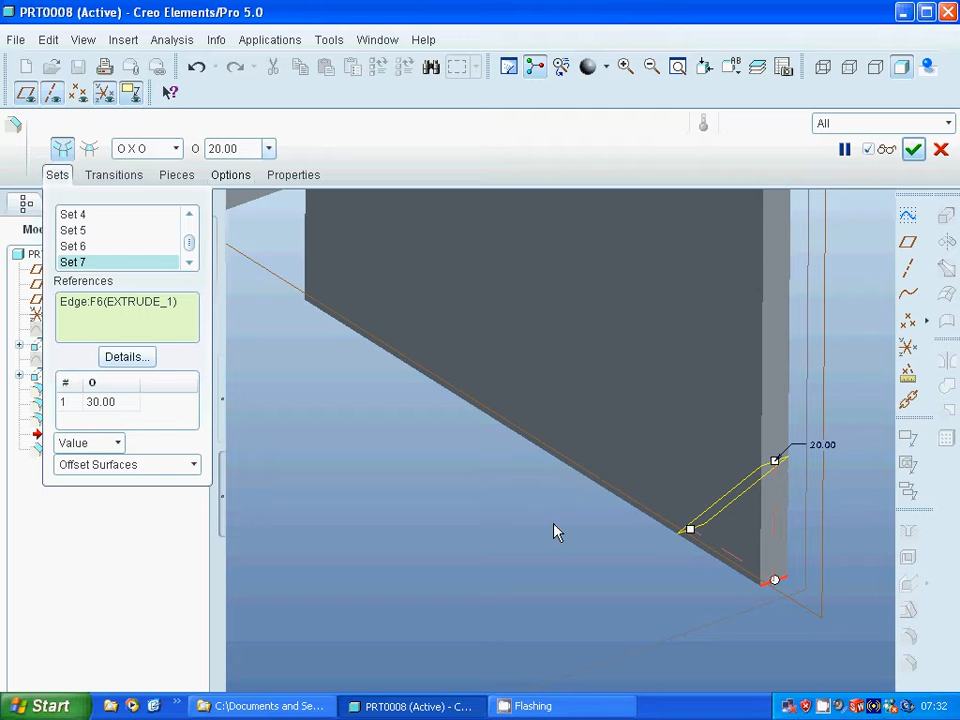 PRT0008 (Active) - Creo Elements/Pro 5.0
File Edit View Insert Analysis Info Applications Tools Window Help
All
O X O O 20.00
Sets Transitions Pieces Options Properties
Set 4
Set 5
Set 6
Set 7
Mo
PR
References
Edge:F6(EXTRUDE_1)
Details...
# O
1 30.00
Value
Offset Surfaces
20.00
Start C:\Documents and Se... PRT0008 (Active) - C... Flashing 07:32